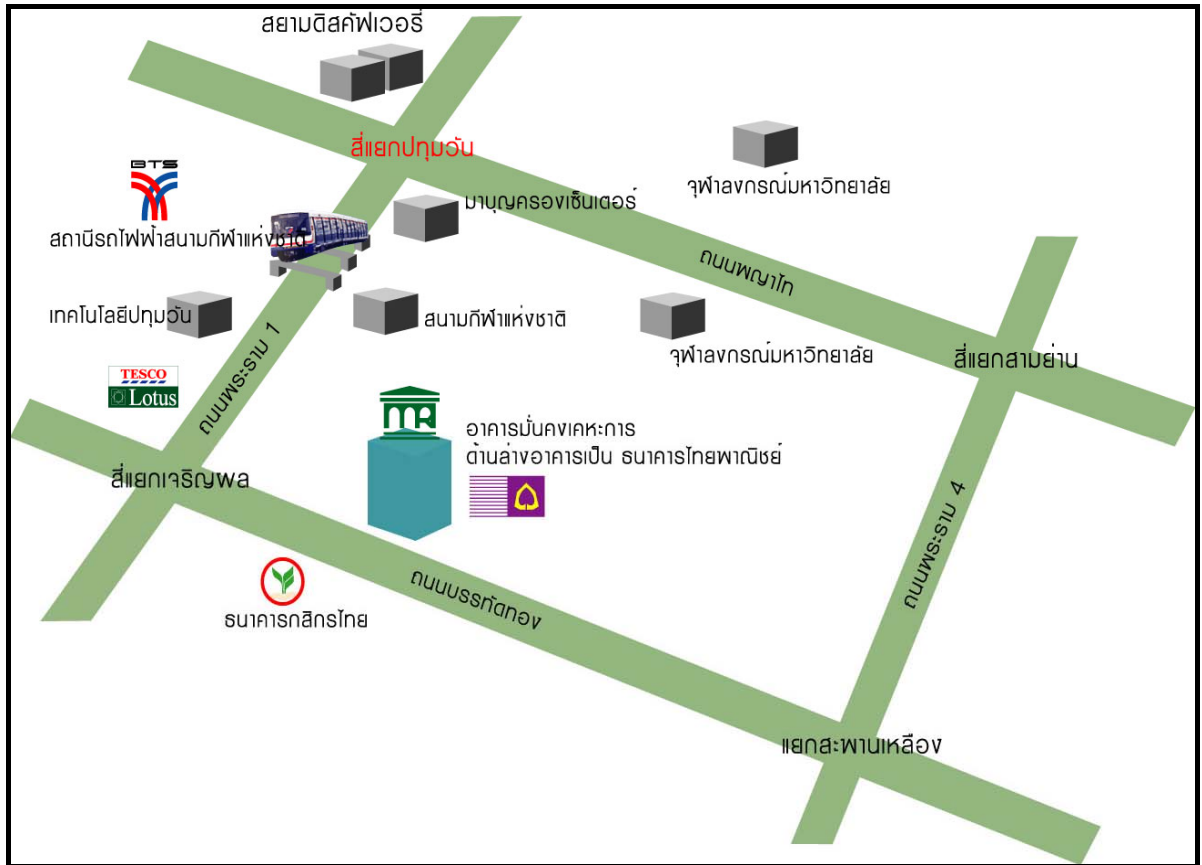 สยามดิสคัฟเวอรี่
สี่แยกปทุมวัน
BTS
จุฬาลงกรณ์มหาวิทยาลัย
มาบุญครองเซ็นเตอร์
สถานีรถไฟฟ้าสนามกีฬาแห่งชาติ
ถนนพญาไท
เทคโนโลยีปทุมวัน
สนามกีฬาแห่งชาติ
จุฬาลงกรณ์มหาวิทยาลัย
สี่แยกสามย่าน
ถนนพระราม 1
TESCO
Lotus
อาคารมั่นคงเคหะการ
ด้านล่างอาคารเป็น ธนาคารไทยพาณิชย์
สี่แยกเจริญผล
ถนนพระราม 4
ถนนบรรทัดทอง
ธนาคารกสิกรไทย
แยกสะพานเหลือง